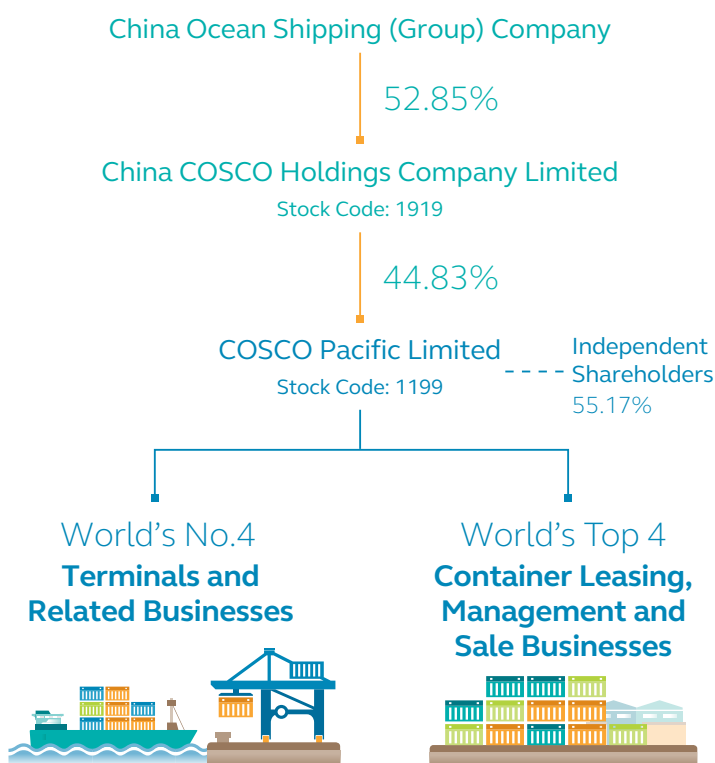 China Ocean Shipping (Group) Company
52.85%
China COSCO Holdings Company Limited
Stock Code: 1919
44.83%
COSCO Pacific Limited
Stock Code: 1199
Independent
Shareholders
55.17%
World’s No.4
Terminals and
Related Businesses
World’s Top 4
Container Leasing,
Management and
Sale Businesses